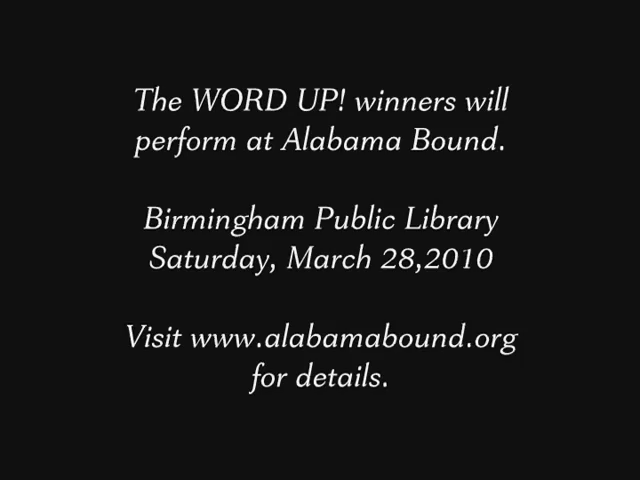 The WORD UP! winners will
perform at Alabama Bound.
Birmingham Public Library
Saturday, March 28,2010
Visit www.alabamabound.org
for details.